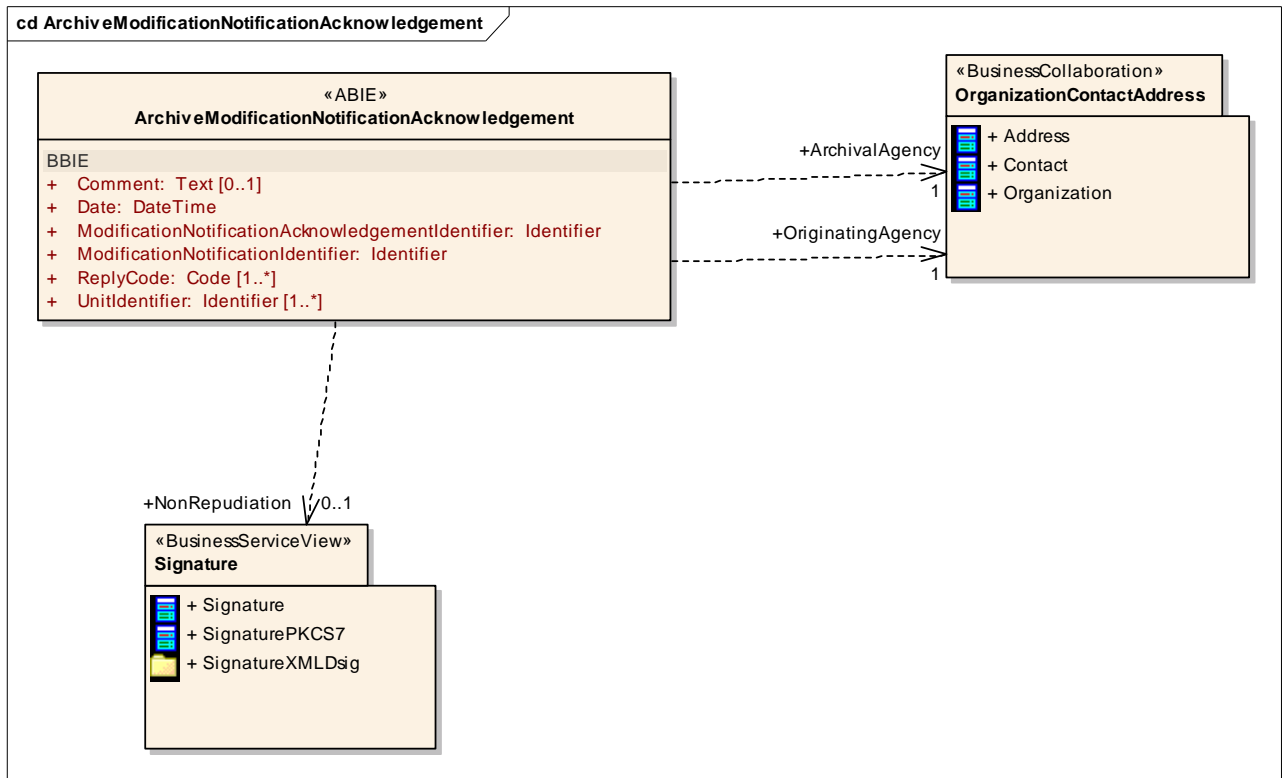 cd ArchiveModificationNotificationAcknowledgement
«ABIE»
ArchiveModificationNotificationAcknowledgement
BBIE
+ Comment: Text [0..1]
+ Date: DateTime
+ ModificationNotificationAcknowledgementIdentifier: Identifier
+ ModificationNotificationIdentifier: Identifier
+ ReplyCode: Code [1..*]
+ UnitIdentifier: Identifier [1..*]
+ArchivalAgency
1
+OriginatingAgency
1
«BusinessCollaboration»
OrganizationContactAddress
+ Address
+ Contact
+ Organization
+NonRepudiation 0..1
«BusinessServiceView»
Signature
+ Signature
+ SignaturePKCS7
+ SignatureXMLDsig